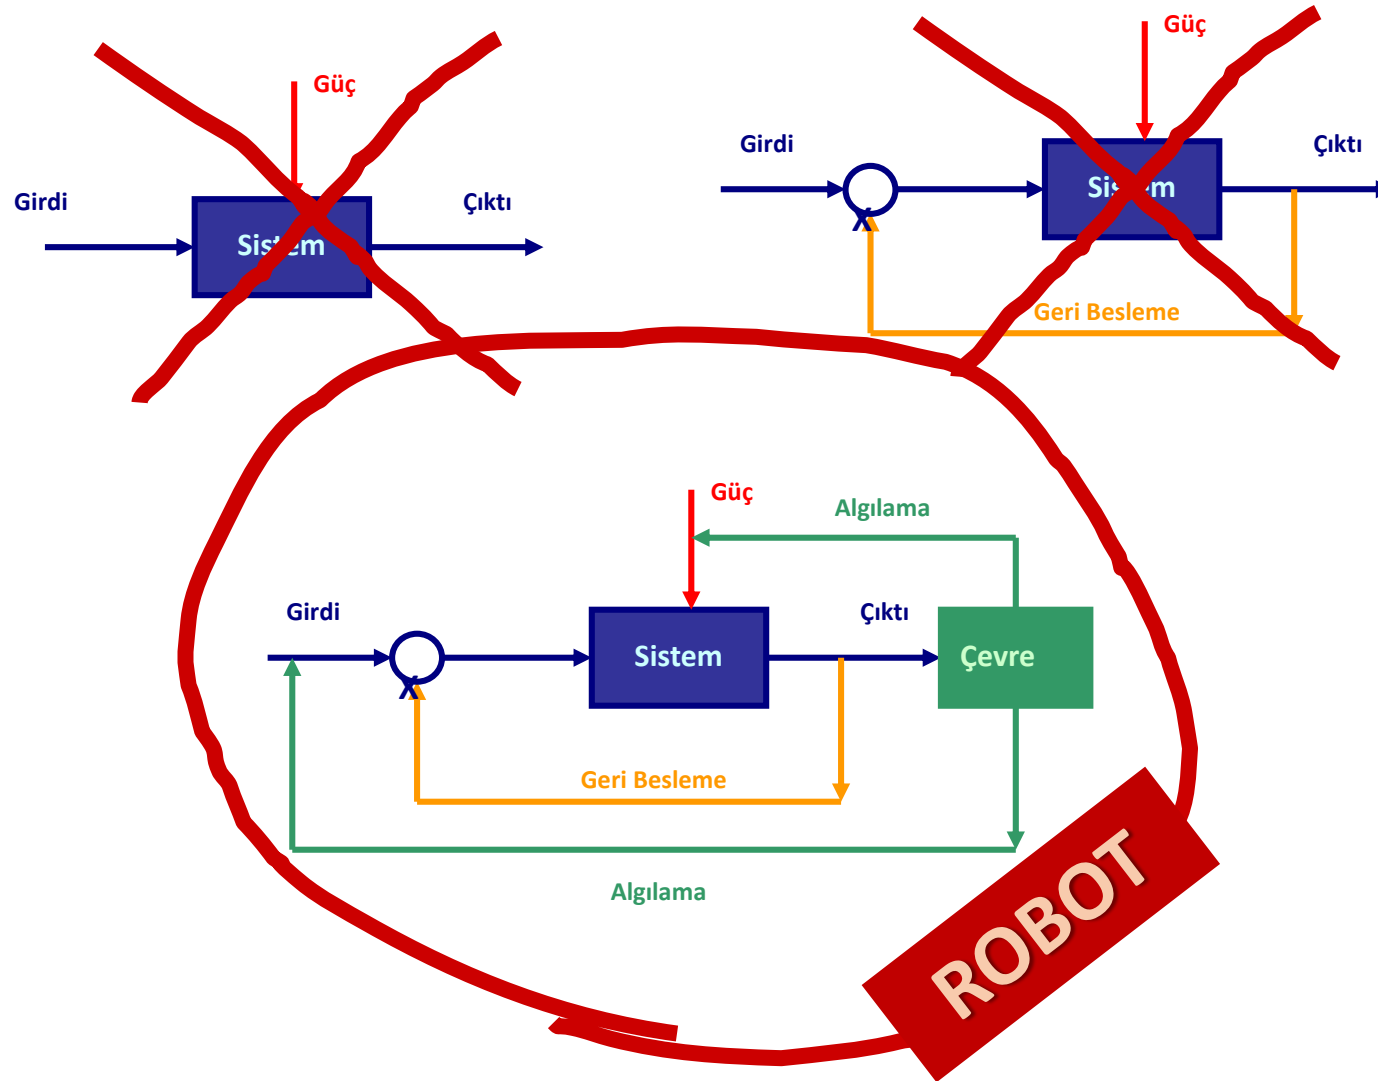 Güç
Girdi
Çıktı
Sistem
Güç
Girdi
Çıktı
Sistem
X
Geri Besleme
Güç
Algılama
Girdi
Çıktı
Sistem
Çevre
X
Geri Besleme
Algılama
ROBOT